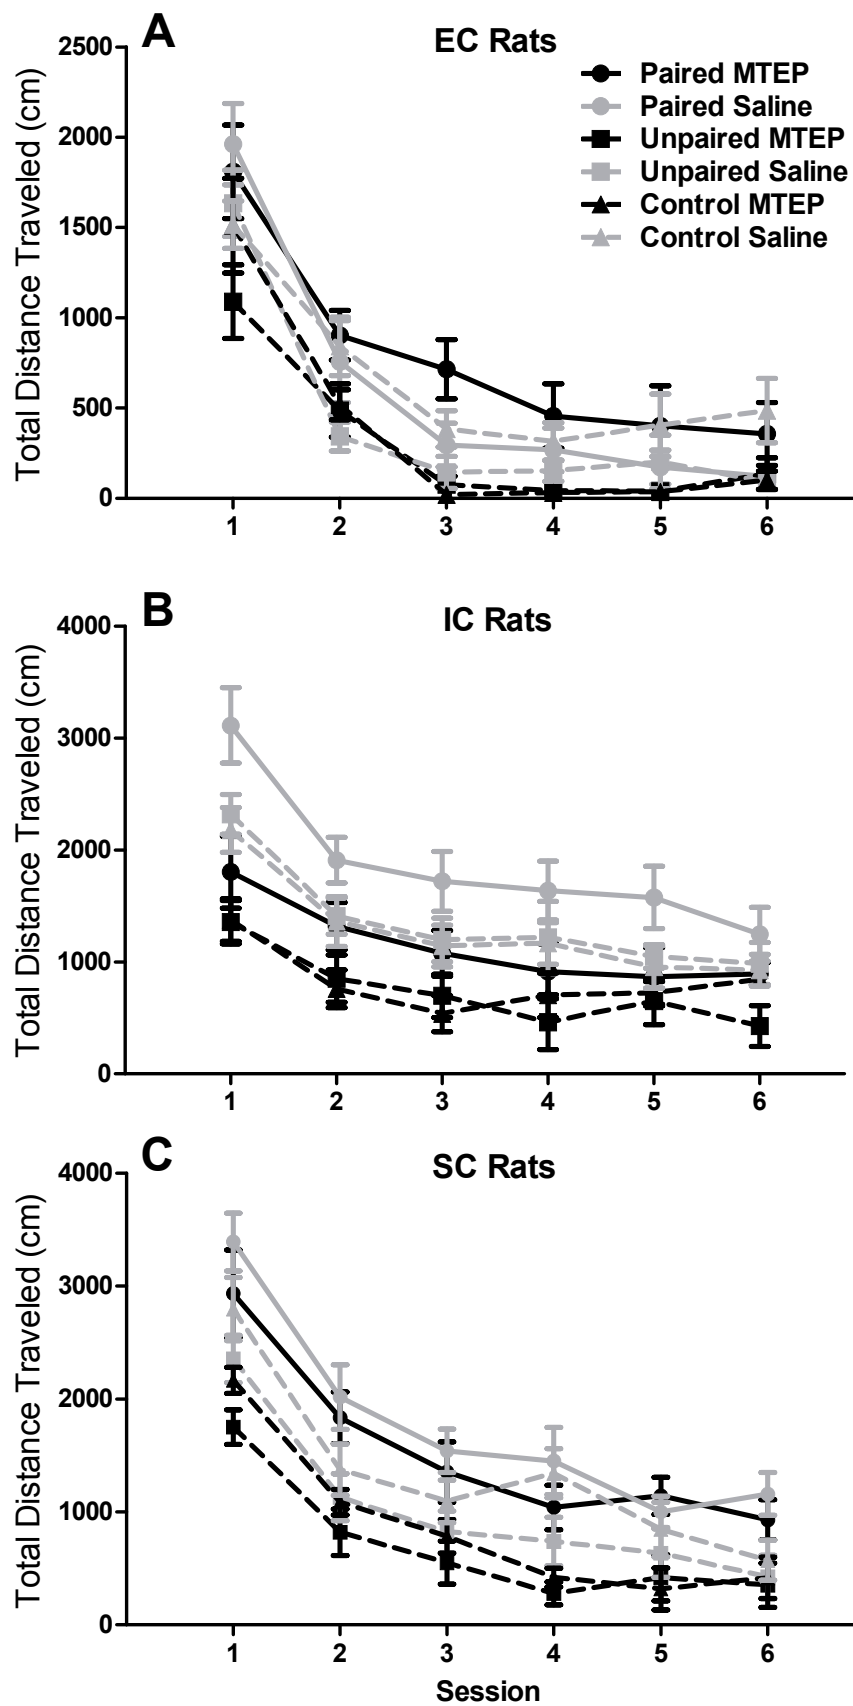 A
EC Rats
Total Distance Traveled (cm)
2500
2000
1500
1000
500
0
1 2 3 4 5 6
Paired MTEP
Paired Saline
Unpaired MTEP
Unpaired Saline
Control MTEP
Control Saline
B
IC Rats
Total Distance Traveled (cm)
4000
3000
2000
1000
0
1 2 3 4 5 6
C
SC Rats
Total Distance Traveled (cm)
4000
3000
2000
1000
0
1 2 3 4 5 6
Session